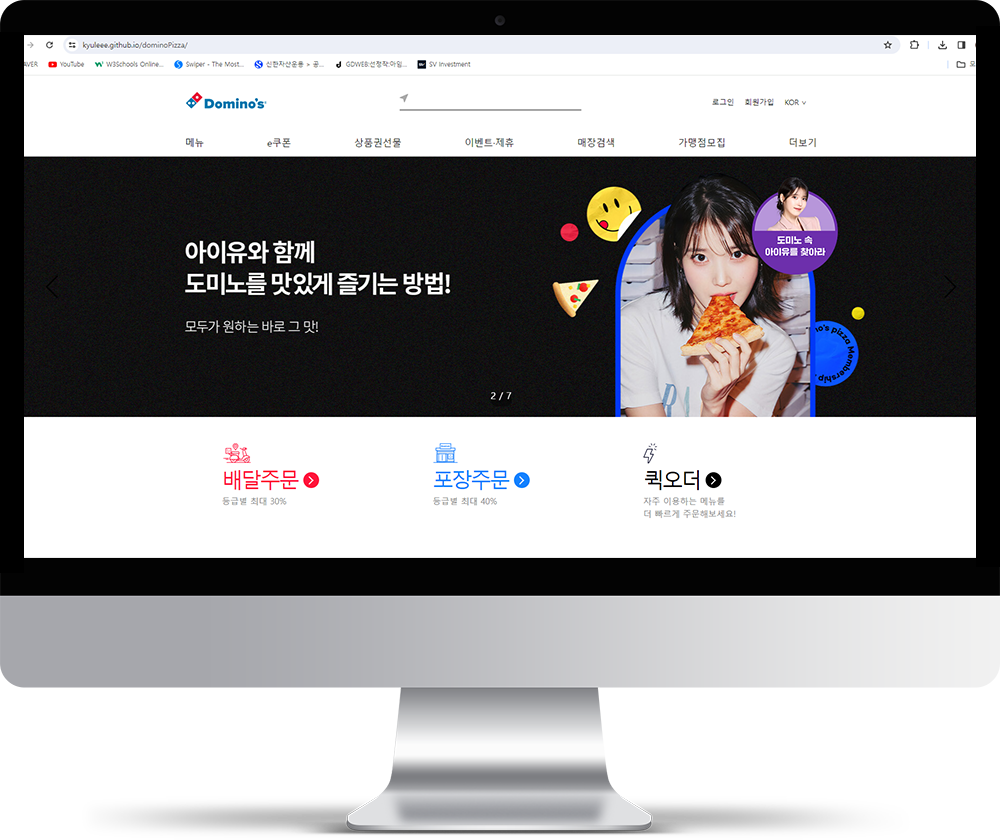 kyuleee.github.io/dominoPizza/
AVER
YouTube
W3Schools Online...
Swiper - The Most...
신한자산운용 > 공...
GDWEB:선정작:아임...
SV Investment
Domino's
로그인
회원가입
KOR
메뉴
e쿠폰
상품권선물
이벤트·제휴
매장검색
가맹점모집
더보기
아이유와 함께
도미노를 맛있게 즐기는 방법!
모두가 원하는 바로 그 맛!
도미노 속
아이유를 찾아라
no's pizza Membership
2 / 7
배달주문
등급별 최대 30%
포장주문
등급별 최대 40%
퀵오더
자주 이용하는 메뉴를
더 빠르게 주문해보세요!